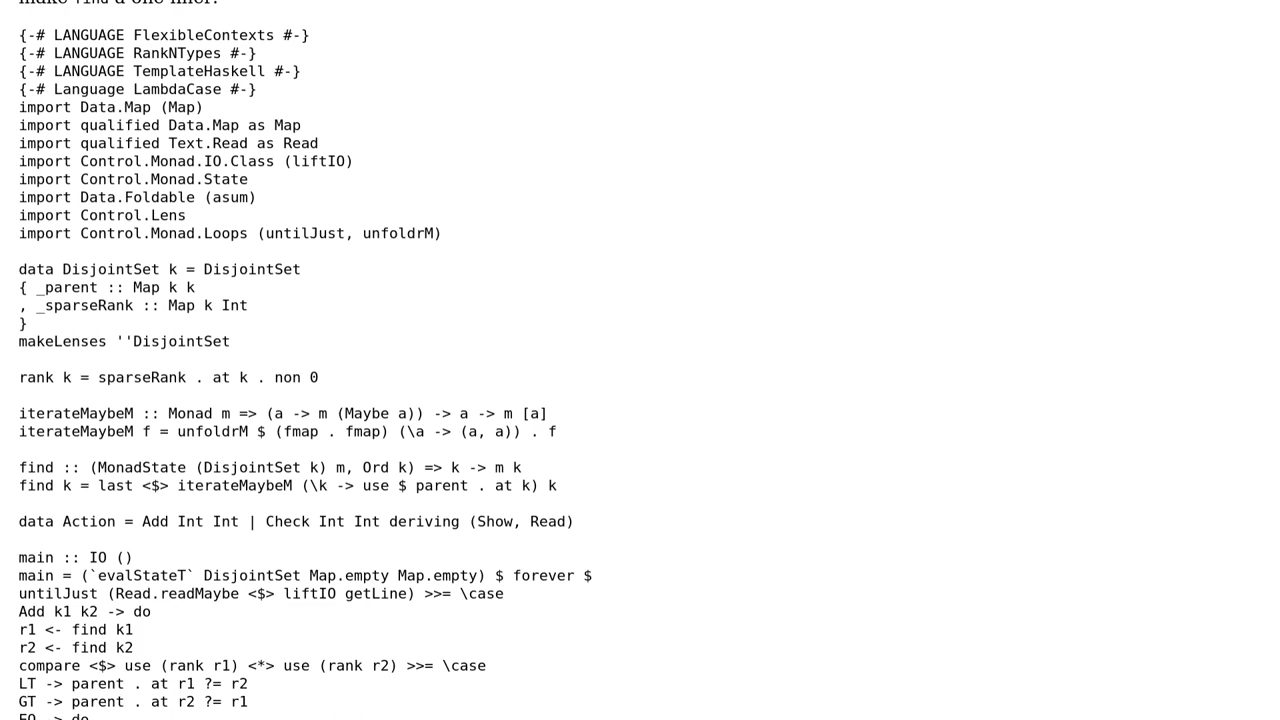 make find a one liner.
{-# LANGUAGE FlexibleContexts #-}
{-# LANGUAGE RankNTypes #-}
{-# LANGUAGE TemplateHaskell #-}
{-# Language LambdaCase #-}
import Data.Map (Map)
import qualified Data.Map as Map
import qualified Text.Read as Read
import Control.Monad.IO.Class (liftIO)
import Control.Monad.State
import Data.Foldable (asum)
import Control.Lens
import Control.Monad.Loops (untilJust, unfoldrM)
data DisjointSet k = DisjointSet
{ _parent :: Map k k
, _sparseRank :: Map k Int
}
makeLenses ''DisjointSet
rank k = sparseRank . at k . non 0
iterateMaybeM :: Monad m => (a -> m (Maybe a)) -> a -> m [a]
iterateMaybeM f = unfoldrM $ (fmap . fmap) (\a -> (a, a)) . f
find :: (MonadState (DisjointSet k) m, Ord k) => k -> m k
find k = last <$> iterateMaybeM (\k -> use $ parent . at k) k
data Action = Add Int Int | Check Int Int deriving (Show, Read)
main :: IO ()
main = (`evalStateT` DisjointSet Map.empty Map.empty) $ forever $
untilJust (Read.readMaybe <$> liftIO getLine) >>= \case
Add k1 k2 -> do
r1 <- find k1
r2 <- find k2
compare <$> use (rank r1) <*> use (rank r2) >>= \case
LT -> parent . at r1 ?= r2
GT -> parent . at r2 ?= r1
EQ -> do